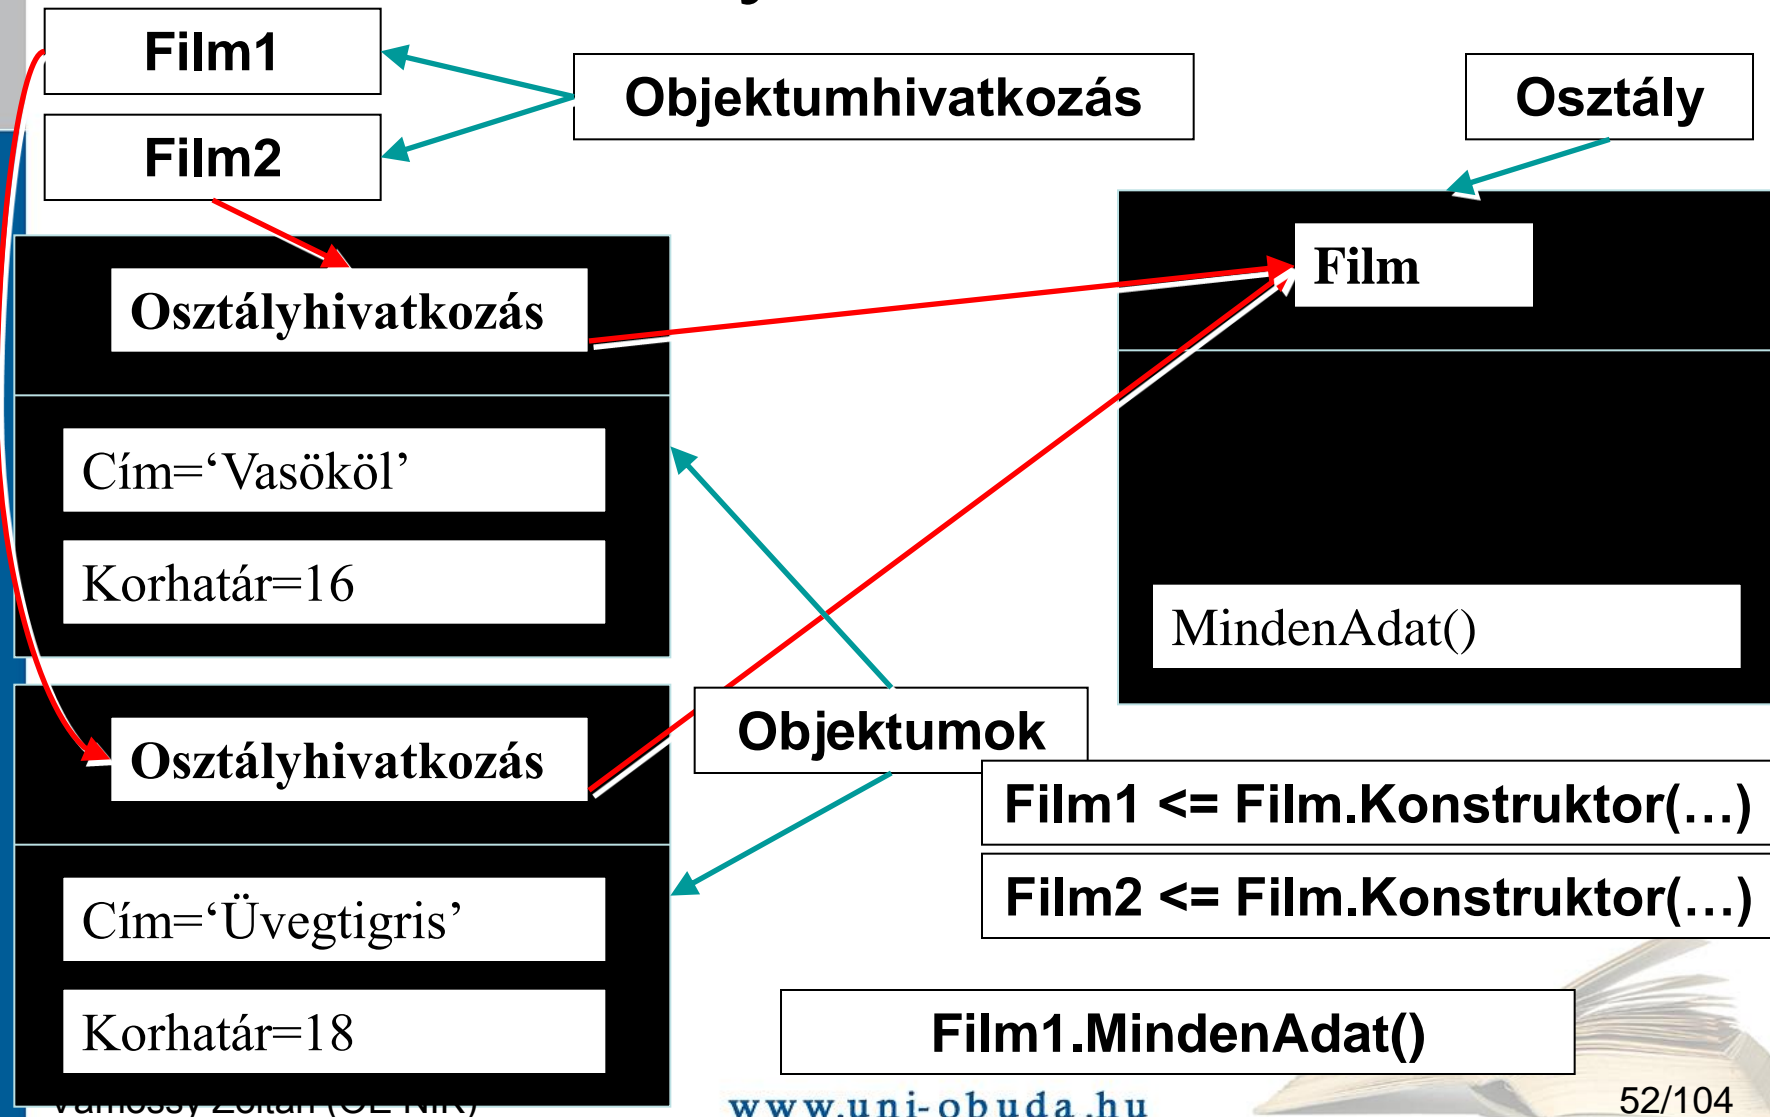 Film1
Objektumhivatkozás
Osztály
Film2
Film
Osztályhivatkozás
Cím=‘Vasököl’
Korhatár=16
MindenAdat()
Objektumok
Osztályhivatkozás
Film1 <= Film.Konstruktor(…)
Film2 <= Film.Konstruktor(…)
Cím=‘Üvegtigris’
Korhatár=18
Film1.MindenAdat()
www.uni-obuda.hu
52/104